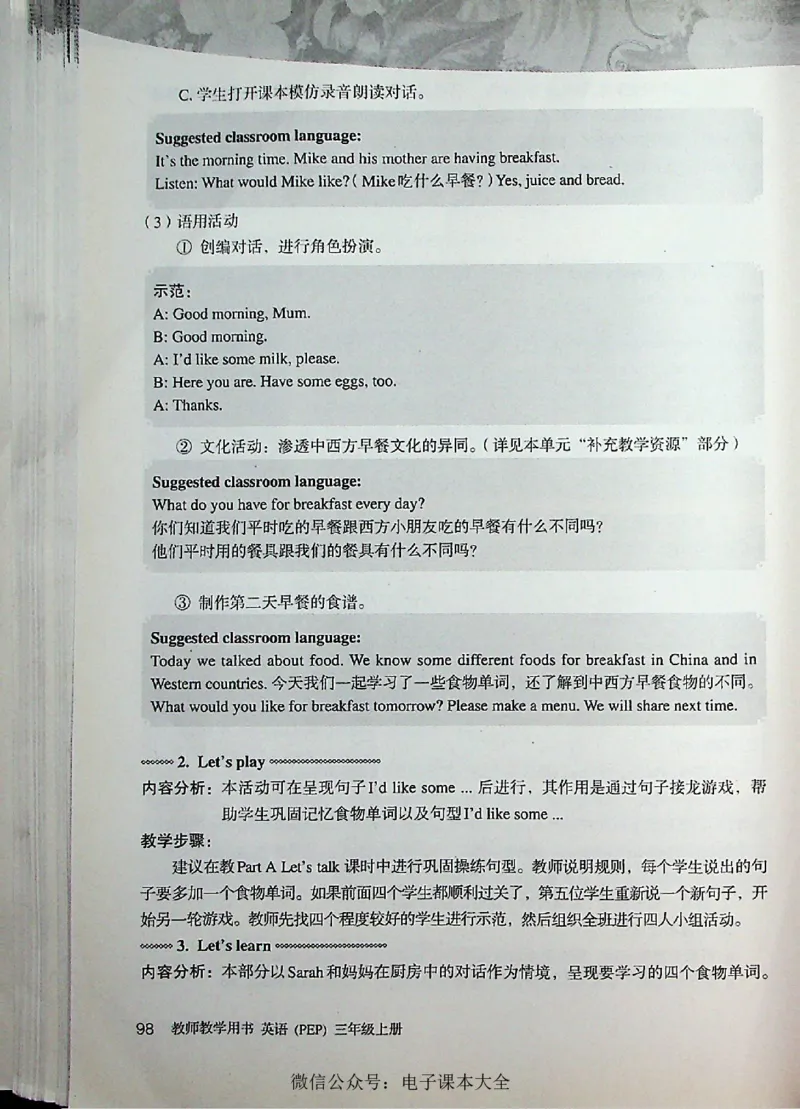 C. 学生打开课本模仿录音朗读对话。
Suggested classroom language:
It's the morning time. Mike and his mother are having breakfast.
Listen: What would Mike like?(Mike吃什么早餐?)Yes, juice and bread.
(3)语用活动
① 创编对话,进行角色扮演。
示范:
A: Good morning, Mum.
B: Good morning.
A: I'd like some milk, please.
B: Here you are. Have some eggs, too.
A: Thanks.
② 文化活动:渗透中西方早餐文化的异同。(详见本单元“补充教学资源”部分)
Suggested classroom language:
What do you have for breakfast every day?
你们知道我们平时吃的早餐跟西方小朋友吃的早餐有什么不同吗?
他们平时用的餐具跟我们的餐具有什么不同吗?
③ 制作第二天早餐的食谱。
Suggested classroom language:
Today we talked about food. We know some different foods for breakfast in China and in
Western countries. 今天我们一起学习了一些食物单词,还了解到中西方早餐食物的不同。
What would you like for breakfast tomorrow? Please make a menu. We will share next time.
2. Let's play
内容分析:本活动可在呈现句子I'd like some ... 后进行,其作用是通过句子接龙游戏,帮
助学生巩固记忆食物单词以及句型I'd like some ...
教学步骤:
建议在教Part A Let's talk 课时中进行巩固操练句型。教师说明规则,每个学生说出的句
子要多加一个食物单词。如果前面四个学生都顺利过关了,第五位学生重新说一个新句子,开
始另一轮游戏。教师先找四个程度较好的学生进行示范,然后组织全班进行四人小组活动。
3. Let's learn
内容分析:本部分以Sarah和妈妈在厨房中的对话作为情境,呈现要学习的四个食物单词。
98 教师教学用书 英语 (PEP) 三年级上册
微信公众号:电子课本大全